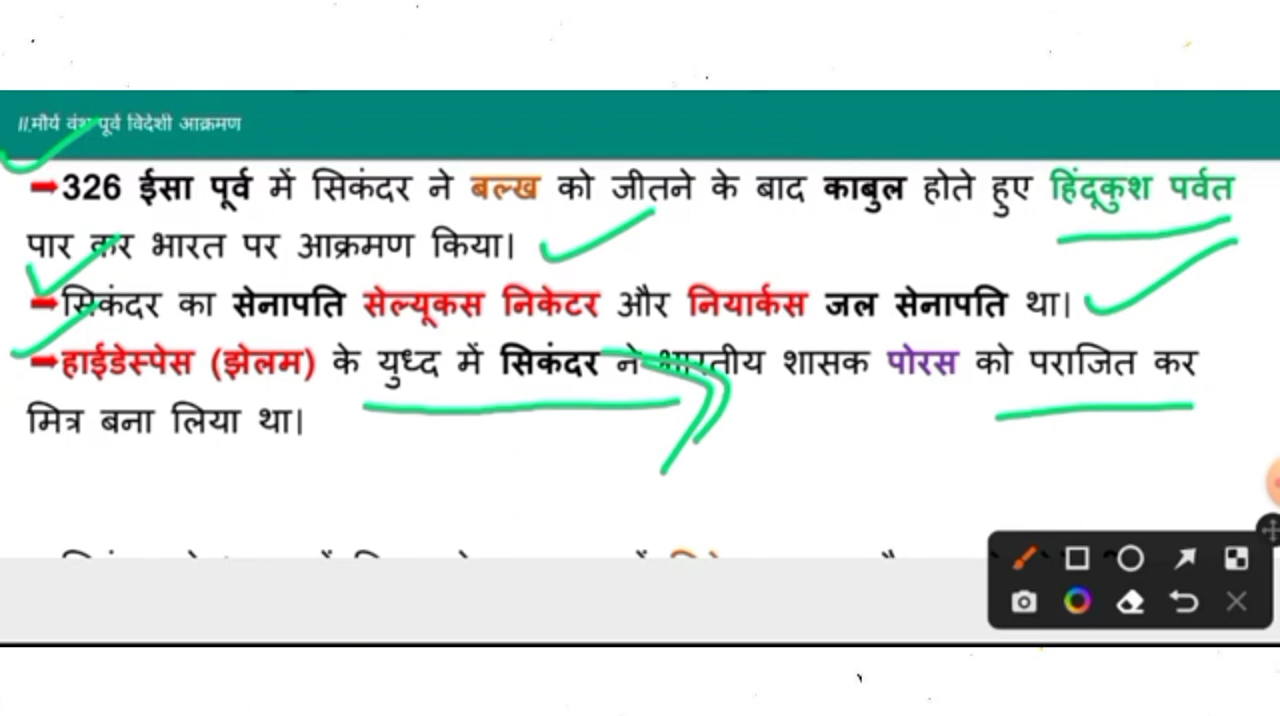 //मौर्य वंश पूर्व विदेशी आक्रमण
➡326 ईसा पूर्व में सिकंदर ने बल्ख को जीतने के बाद काबुल होते हुए हिंदूकुश पर्वत
पार कर भारत पर आक्रमण किया।
➡सिकंदर का सेनापति सेल्यूकस निकेटर और नियार्कस जल सेनापति था।
➡हाईडेस्पेस (झेलम) के युध्द में सिकंदर ने भारतीय शासक पोरस को पराजित कर
मित्र बना लिया था।